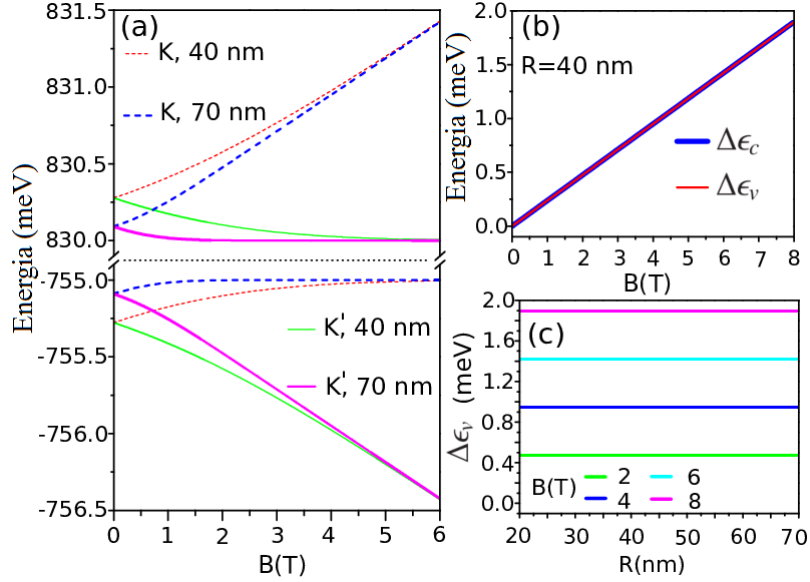 (a)
K, 40 nm
K, 70 nm
K', 40 nm
K', 70 nm
Energia (meV)
831.5
831.0
830.5
830.0
-755.0
-755.5
-756.0
-756.5
0 1 2 3 4 5 6
B(T)
(b)
R=40 nm
Δϵc
Δϵv
Energia (meV)
2.0
1.5
1.0
0.5
0.0
0 1 2 3 4 5 6 7 8
B(T)
(c)
Δϵv (meV)
2.0
1.6
1.2
0.8
0.4
0.0
B(T) 2 6
4 8
20 30 40 50 60 70
R(nm)